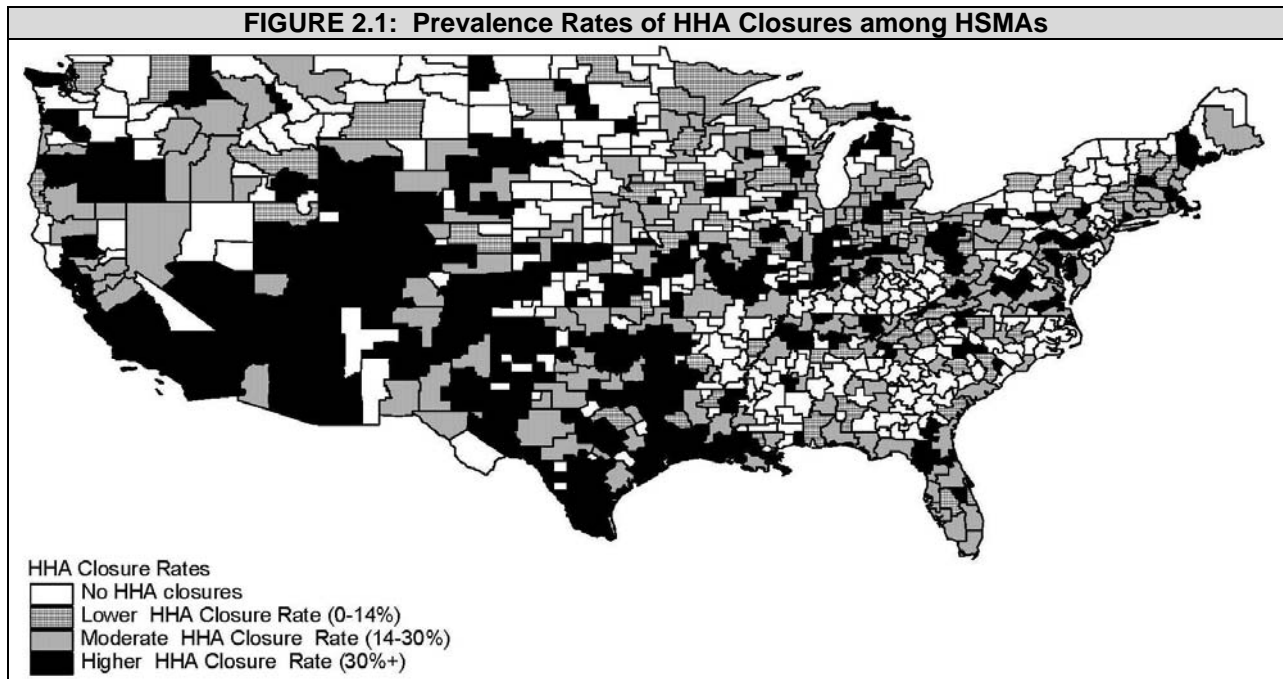 FIGURE 2.1: Prevalence Rates of HHA Closures among HSMAs
HHA Closure Rates
No HHA closures
Lower HHA Closure Rate (0-14%)
Moderate HHA Closure Rate (14-30%)
Higher HHA Closure Rate (30%+)